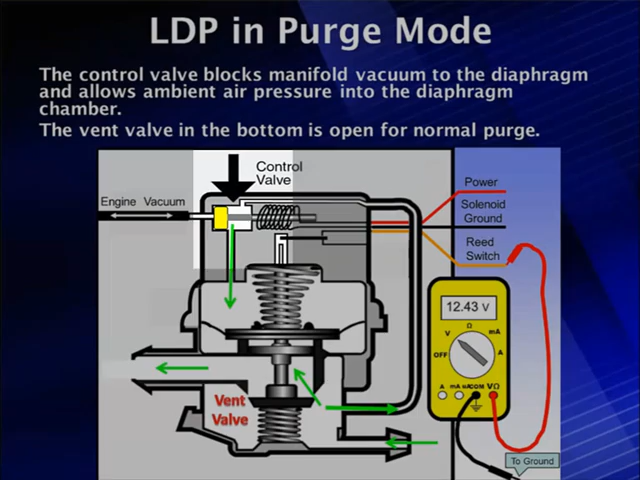 LDP in Purge Mode
The control valve blocks manifold vacuum to the diaphragm
and allows ambient air pressure into the diaphragm
chamber.
The vent valve in the bottom is open for normal purge.
Control
Valve
Engine Vacuum
Power
Solenoid
Ground
Reed
Switch
12.43 V
Ω
V
mA
OFF
A
A mA uA COM VΩ
Vent
Valve
To Ground